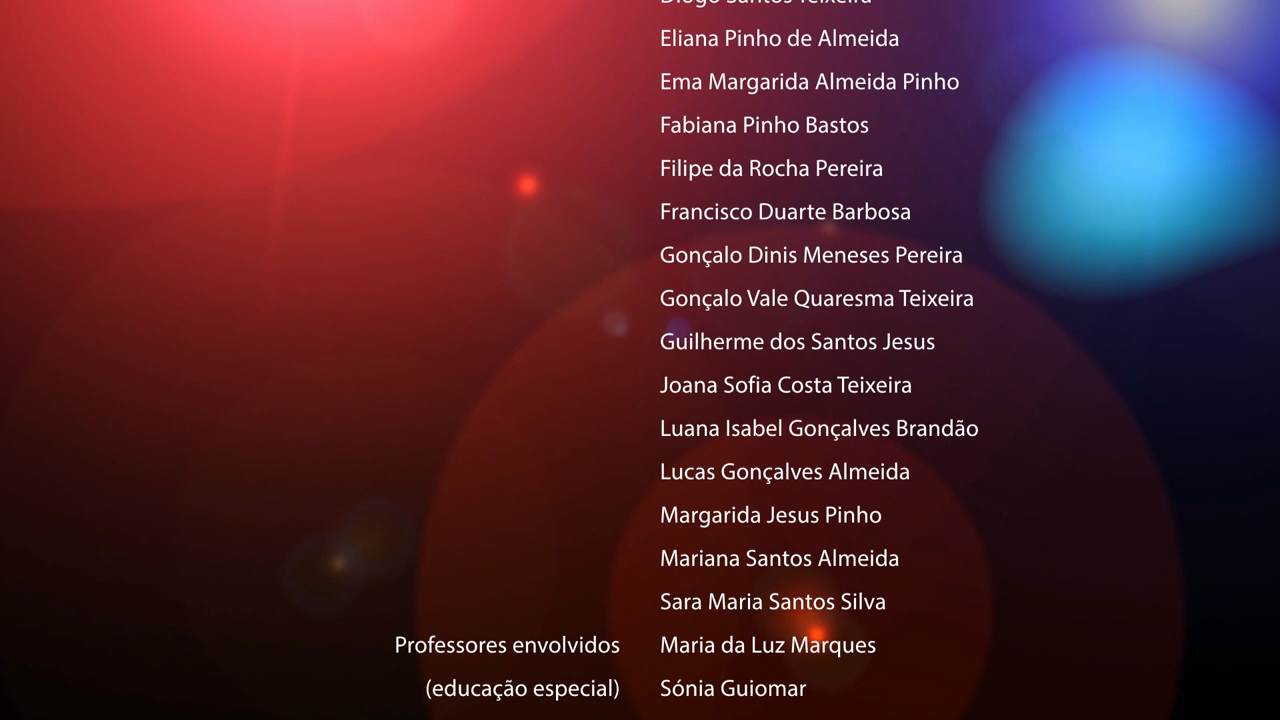 Diogo Santos Teixeira
Eliana Pinho de Almeida
Ema Margarida Almeida Pinho
Fabiana Pinho Bastos
Filipe da Rocha Pereira
Francisco Duarte Barbosa
Gonçalo Dinis Meneses Pereira
Gonçalo Vale Quaresma Teixeira
Guilherme dos Santos Jesus
Joana Sofia Costa Teixeira
Luana Isabel Gonçalves Brandão
Lucas Gonçalves Almeida
Margarida Jesus Pinho
Mariana Santos Almeida
Sara Maria Santos Silva
Professores envolvidos Maria da Luz Marques
(educação especial) Sónia Guiomar